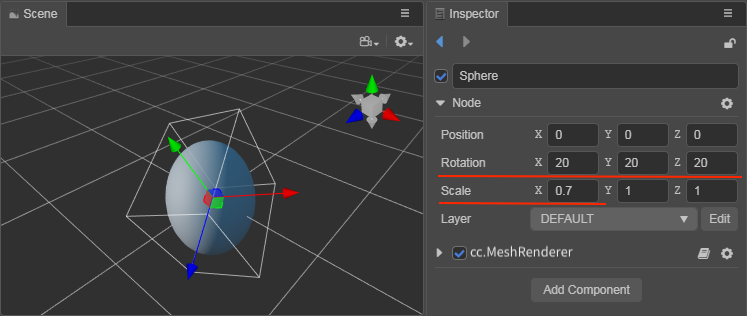 Scene
Inspector
Sphere
Node
Position X 0 Y 0 Z 0
Rotation X 20 Y 20 Z 20
Scale X 0.7 Y 1 Z 1
Layer DEFAULT Edit
cc.MeshRenderer
Add Component